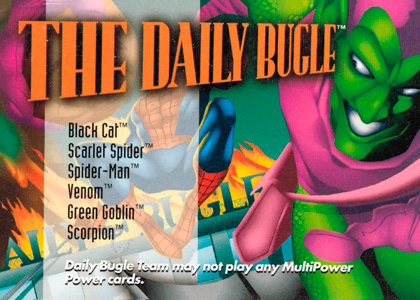 THE DAILY BUGLE™
Black Cat™
Scarlet Spider™
Spider-Man™
Venom™
Green Goblin™
Scorpion™
Daily Bugle Team may not play any MultiPower
Power cards.